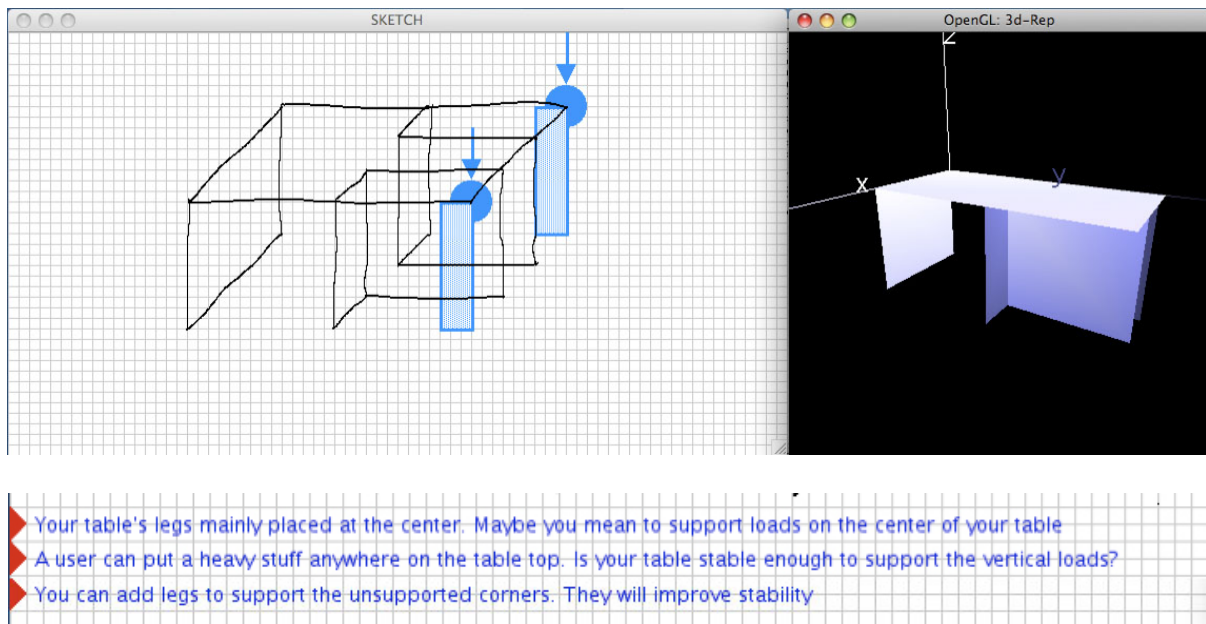 SKETCH
OpenGL: 3d-Rep
Z
x
y
Your table's legs mainly placed at the center. Maybe you mean to support loads on the center of your table
A user can put a heavy stuff anywhere on the table top. Is your table stable enough to support the vertical loads?
You can add legs to support the unsupported corners. They will improve stability